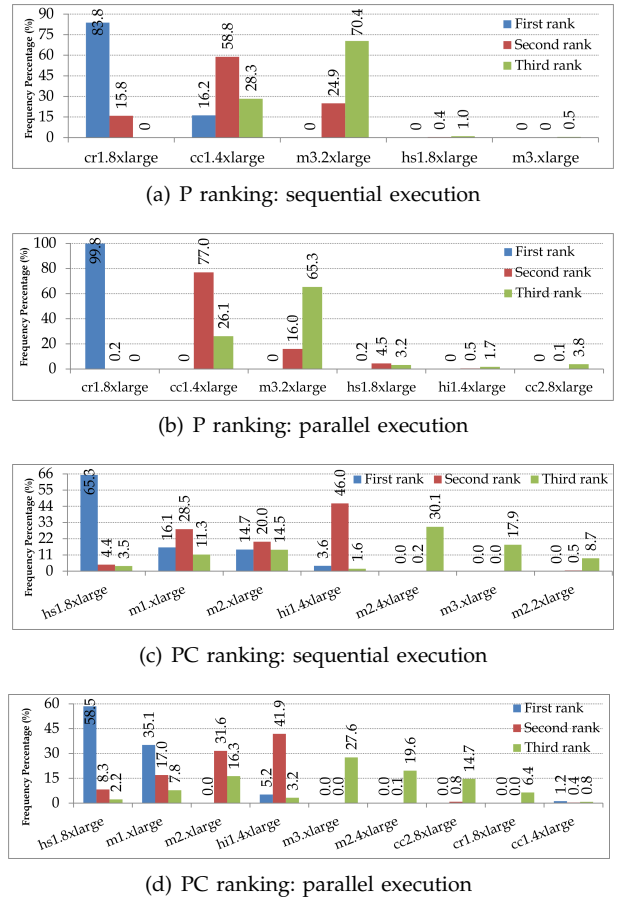 Frequency Percentage (%)
90
75
60
45
30
15
0
83.8
15.8
0
16.2
58.8
28.3
0
24.9
70.4
0
0.4
1.0
0
0
0.5
First rank
Second rank
Third rank
cr1.8xlarge cc1.4xlarge m3.2xlarge hs1.8xlarge m3.xlarge
(a) P ranking: sequential execution
Frequency Percentage (%)
100
80
60
40
20
0
99.8
0.2
0
0
77.0
26.1
0
16.0
65.3
0.2
4.5
3.2
0
0.5
1.7
0
0.1
3.8
First rank
Second rank
Third rank
cr1.8xlarge cc1.4xlarge m3.2xlarge hs1.8xlarge hi1.4xlarge cc2.8xlarge
(b) P ranking: parallel execution
Frequency Percentage (%)
66
55
44
33
22
11
0
First rank Second rank Third rank
65.3
4.4
3.5
16.1
28.5
11.3
14.7
20.0
14.5
3.6
46.0
1.6
0.0
0.2
30.1
0.0
0.0
17.9
0.0
0.5
8.7
hs1.8xlarge
m1.xlarge
m2.xlarge
hi1.4xlarge
m2.4xlarge
m3.xlarge
m2.2xlarge
(c) PC ranking: sequential execution
Frequency Percentage (%)
60
45
30
15
0
58.5
8.3
2.2
35.1
17.0
7.8
0.0
31.6
16.3
5.2
41.9
3.2
0.0
0.0
27.6
0.0
0.1
19.6
0.0
0.8
14.7
0.0
0.0
6.4
1.2
0.4
0.8
First rank
Second rank
Third rank
hs1.8xlarge
m1.xlarge
m2.xlarge
hi1.4xlarge
m3.xlarge
m2.4xlarge
cc2.8xlarge
cr1.8xlarge
cc1.4xlarge
(d) PC ranking: parallel execution